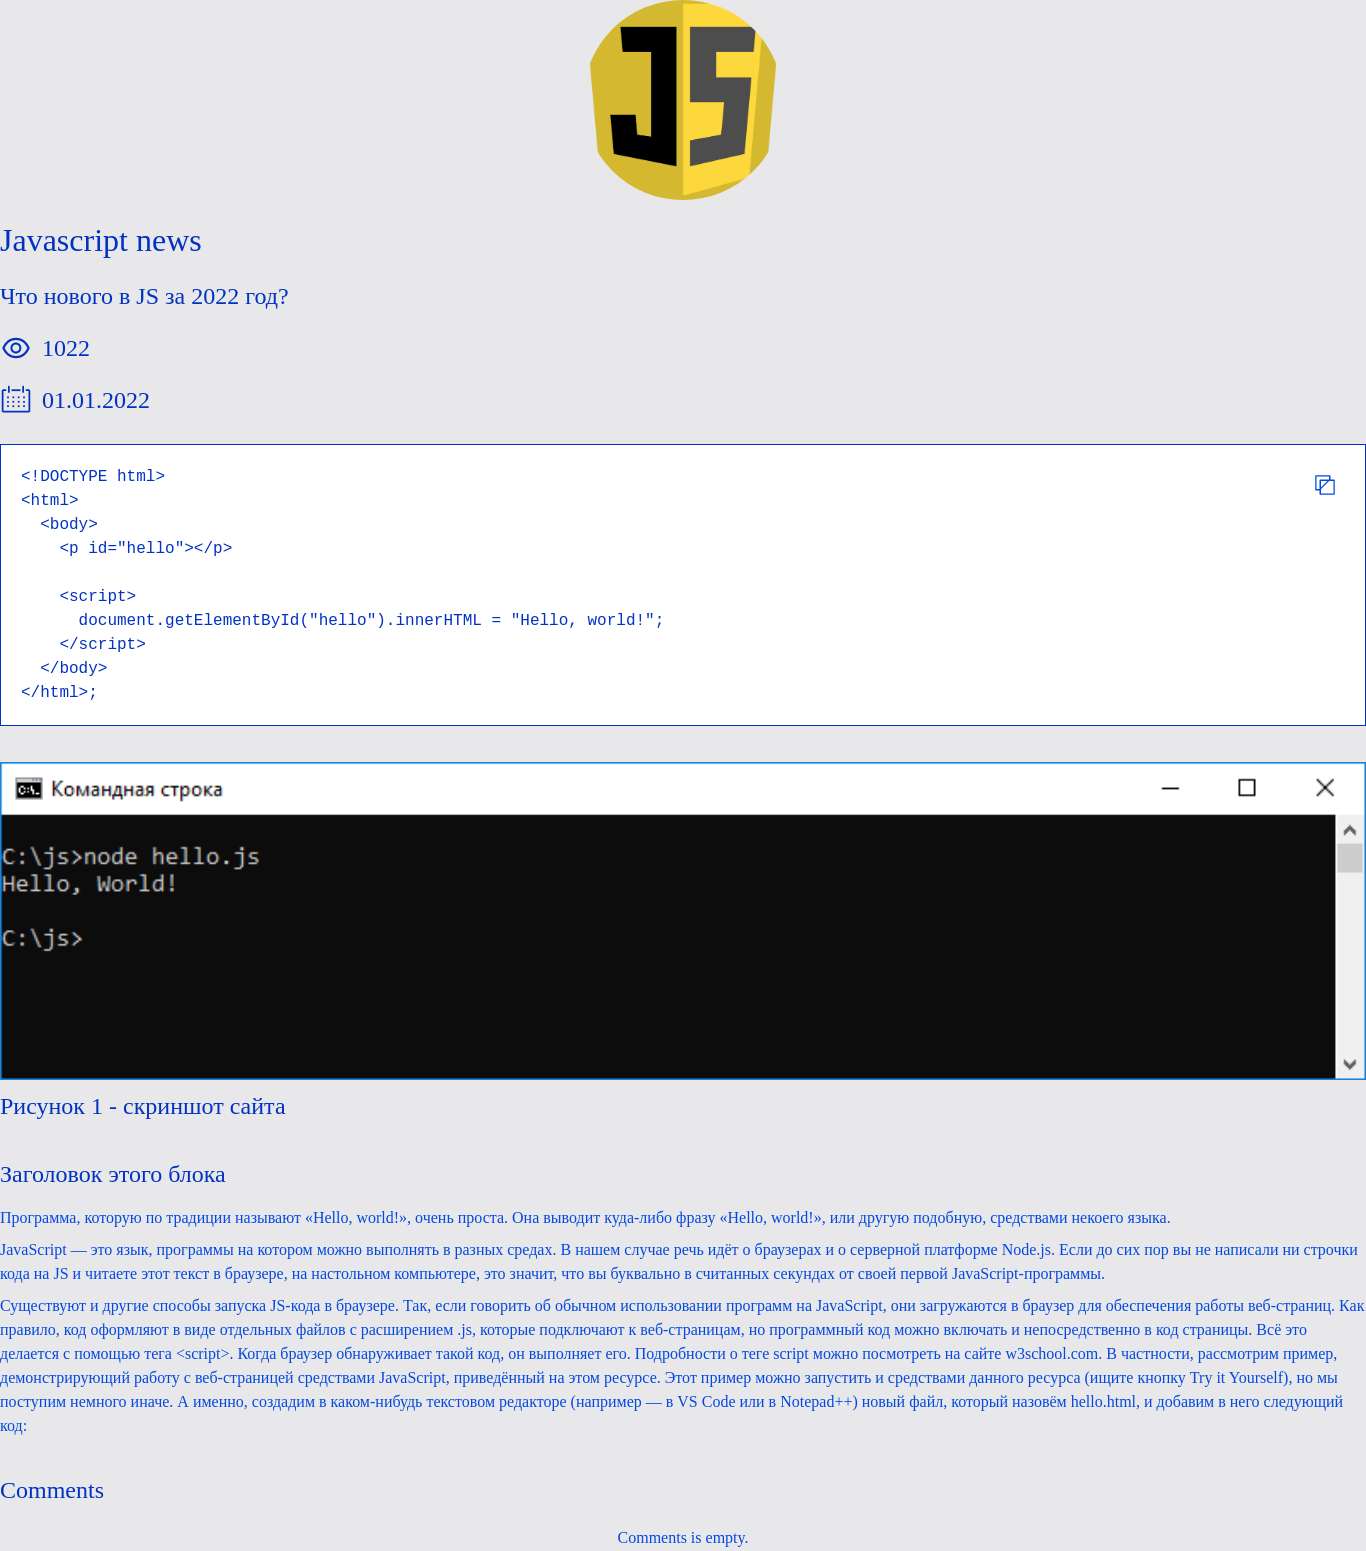 JS
Javascript news
Что нового в JS за 2022 год?
1022
01.01.2022
<!DOCTYPE html>
<html>
  <body>
    <p id="hello"></p>
    <script>
      document.getElementById("hello").innerHTML = "Hello, world!";
    </script>
  </body>
</html>;
C:\. Командная строка
C:\js>node hello.js
Hello, World!
C:\js>
Рисунок 1 - скриншот сайта
Заголовок этого блока
Программа, которую по традиции называют «Hello, world!», очень проста. Она выводит куда-либо фразу «Hello, world!», или другую подобную, средствами некоего языка.
JavaScript — это язык, программы на котором можно выполнять в разных средах. В нашем случае речь идёт о браузерах и о серверной платформе Node.js. Если до сих пор вы не написали ни строчки
кода на JS и читаете этот текст в браузере, на настольном компьютере, это значит, что вы буквально в считанных секундах от своей первой JavaScript-программы.
Существуют и другие способы запуска JS-кода в браузере. Так, если говорить об обычном использовании программ на JavaScript, они загружаются в браузер для обеспечения работы веб-страниц. Как
правило, код оформляют в виде отдельных файлов с расширением .js, которые подключают к веб-страницам, но программный код можно включать и непосредственно в код страницы. Всё это
делается с помощью тега <script>. Когда браузер обнаруживает такой код, он выполняет его. Подробности о теге script можно посмотреть на сайте w3school.com. В частности, рассмотрим пример,
демонстрирующий работу с веб-страницей средствами JavaScript, приведённый на этом ресурсе. Этот пример можно запустить и средствами данного ресурса (ищите кнопку Try it Yourself), но мы
поступим немного иначе. А именно, создадим в каком-нибудь текстовом редакторе (например — в VS Code или в Notepad++) новый файл, который назовём hello.html, и добавим в него следующий
код:
Comments
Comments is empty.